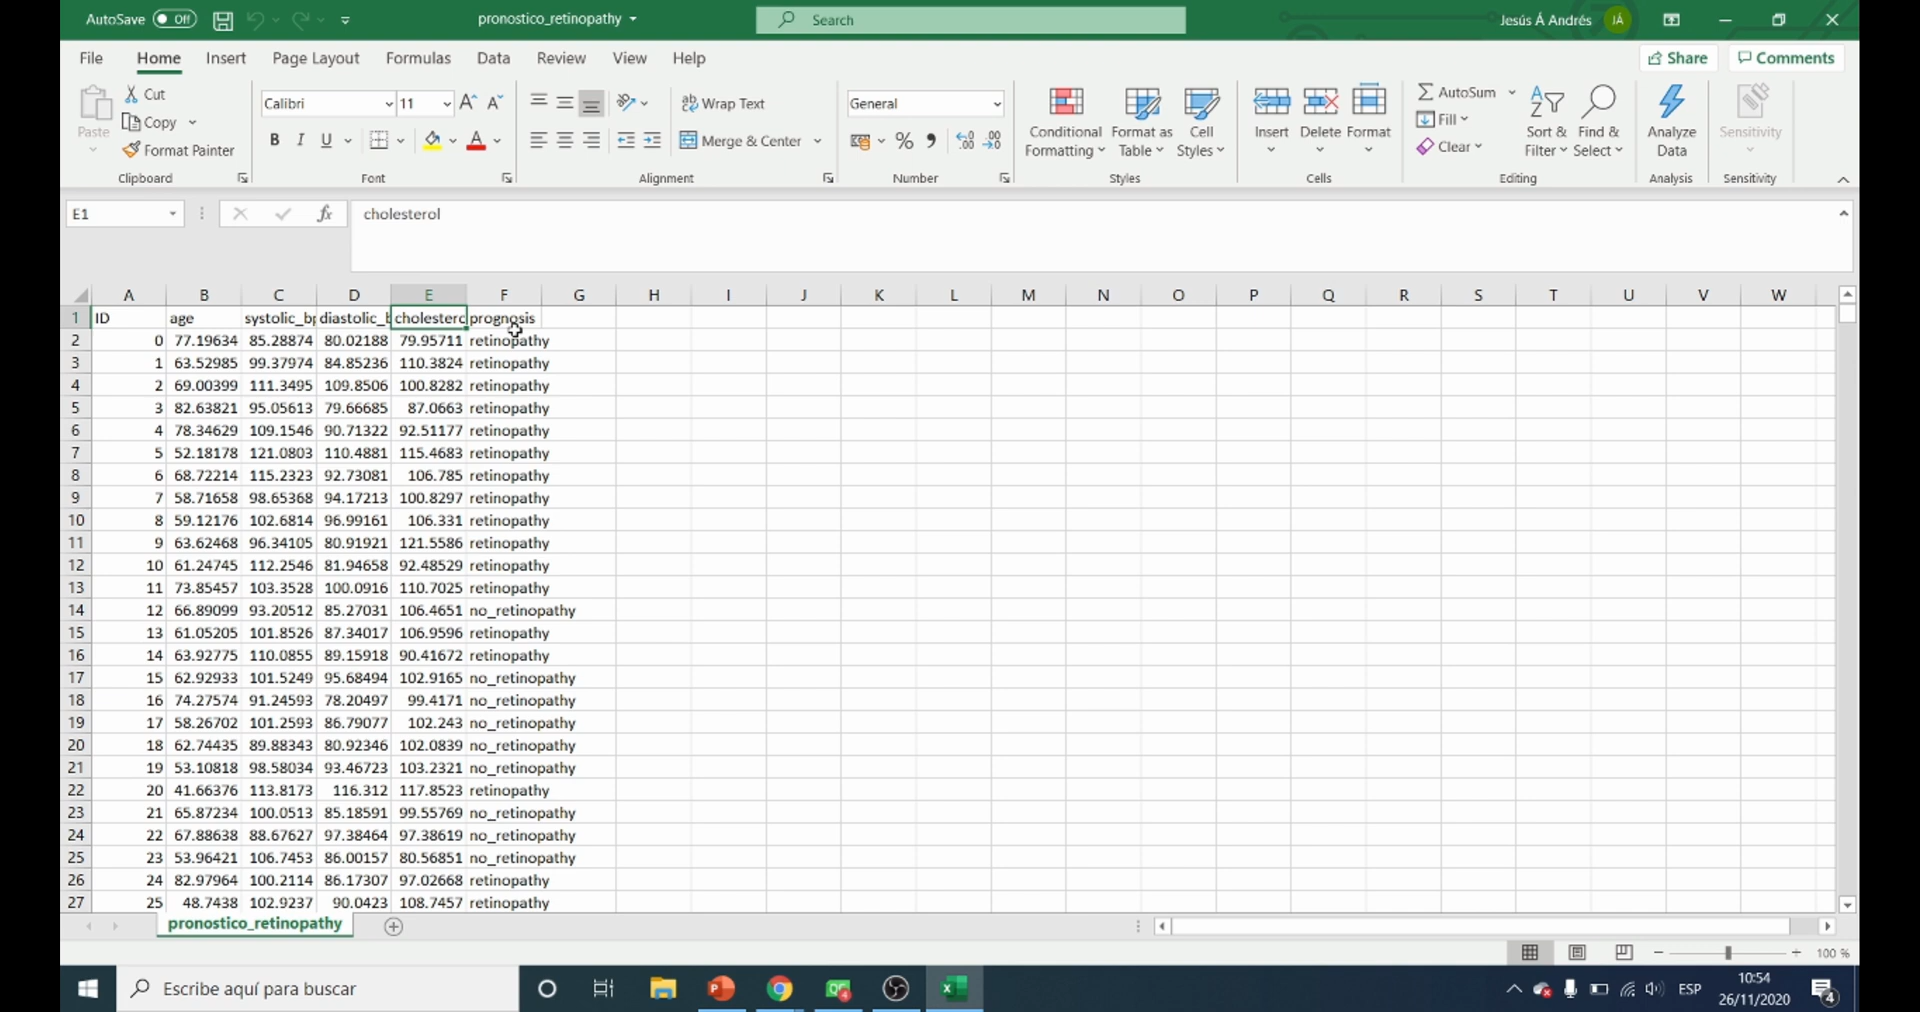 AutoSave Off pronostico_retinopathy Search Jesús Á Andrés JÁ
File Home Insert Page Layout Formulas Data Review View Help Share Comments
Paste Cut Copy Format Painter Clipboard
Calibri 11 B I U A Font
Wrap Text Merge & Center Alignment
General % Number
Conditional Formatting Format as Table Cell Styles Styles
Insert Delete Format Cells
AutoSum Fill Clear Sort & Filter Find & Select Editing
Analyze Data Analysis
Sensitivity Sensitivity
E1 fx cholesterol
A B C D E F G H I J K L M N O P Q R S T U V W
1 ID age systolic_bp diastolic_b cholesterc prognosis
2 0 77.19634 85.28874 80.02188 79.95711 retinopathy
3 1 63.52985 99.37974 84.85236 110.3824 retinopathy
4 2 69.00399 111.3495 109.8506 100.8282 retinopathy
5 3 82.63821 95.05613 79.66685 87.0663 retinopathy
6 4 78.34629 109.1546 90.71322 92.51177 retinopathy
7 5 52.18178 121.0803 110.4881 115.4683 retinopathy
8 6 68.72214 115.2323 92.73081 106.785 retinopathy
9 7 58.71658 98.65368 94.17213 100.8297 retinopathy
10 8 59.12176 102.6814 96.99161 106.331 retinopathy
11 9 63.62468 96.34105 80.91921 121.5586 retinopathy
12 10 61.24745 112.2546 81.94658 92.48529 retinopathy
13 11 73.85457 103.3528 100.0916 110.7025 retinopathy
14 12 66.89099 93.20512 85.27031 106.4651 no_retinopathy
15 13 61.05205 101.8526 87.34017 106.9596 retinopathy
16 14 63.92775 110.0855 89.15918 90.41672 retinopathy
17 15 62.92933 101.5249 95.68494 102.9165 no_retinopathy
18 16 74.27574 91.24593 78.20497 99.4171 no_retinopathy
19 17 58.26702 101.2593 86.79077 102.243 no_retinopathy
20 18 62.74435 89.88343 80.92346 102.0839 no_retinopathy
21 19 53.10818 98.58034 93.46723 103.2321 no_retinopathy
22 20 41.66376 113.8173 116.312 117.8523 retinopathy
23 21 65.87234 100.0513 85.18591 99.55769 no_retinopathy
24 22 67.88638 88.67627 97.38464 97.38619 no_retinopathy
25 23 53.96421 106.7453 86.00157 80.56851 no_retinopathy
26 24 82.97964 100.2114 86.17307 97.02668 retinopathy
27 25 48.7438 102.9237 90.0423 108.7457 retinopathy
pronostico_retinopathy
100 %
Escribe aquí para buscar ESP 10:54
26/11/2020 4